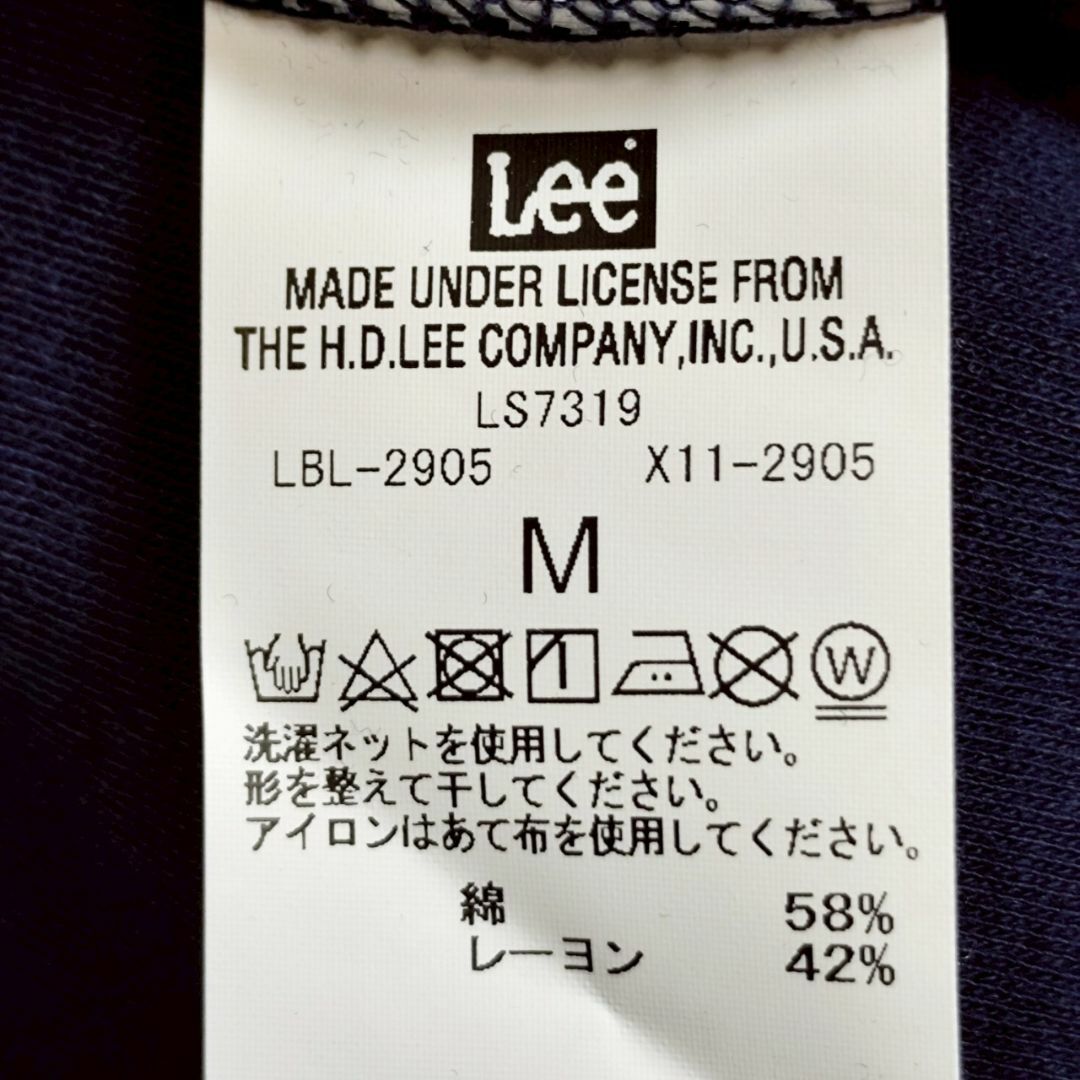 Lee
MADE UNDER LICENSE FROM
THE H.D.LEE COMPANY,INC.,U.S.A.
LS7319
LBL-2905 X11-2905
M
W
洗濯ネットを使用してください。
形を整えて干してください。
アイロンはあて布を使用してください。
綿 58%
レーヨン 42%